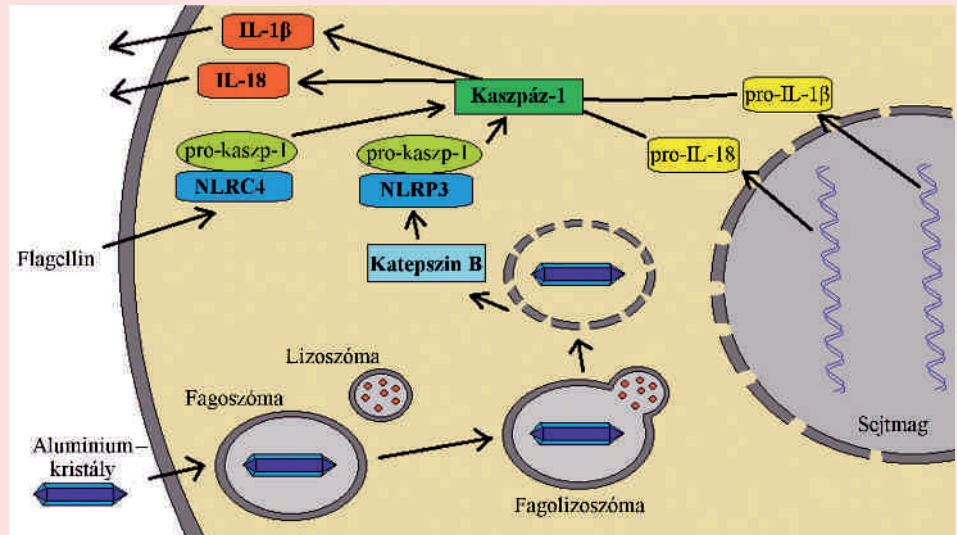 IL-1β
IL-18
Kaszpáz-1
pro-IL-1β
pro-IL-18
pro-kaszp-1
NLRC4
pro-kaszp-1
NLRP3
Flagellin
Katepszin B
Lizoszóma
Fagoszóma
Sejtmag
Aluminium–
kristály
Fagolizoszóma